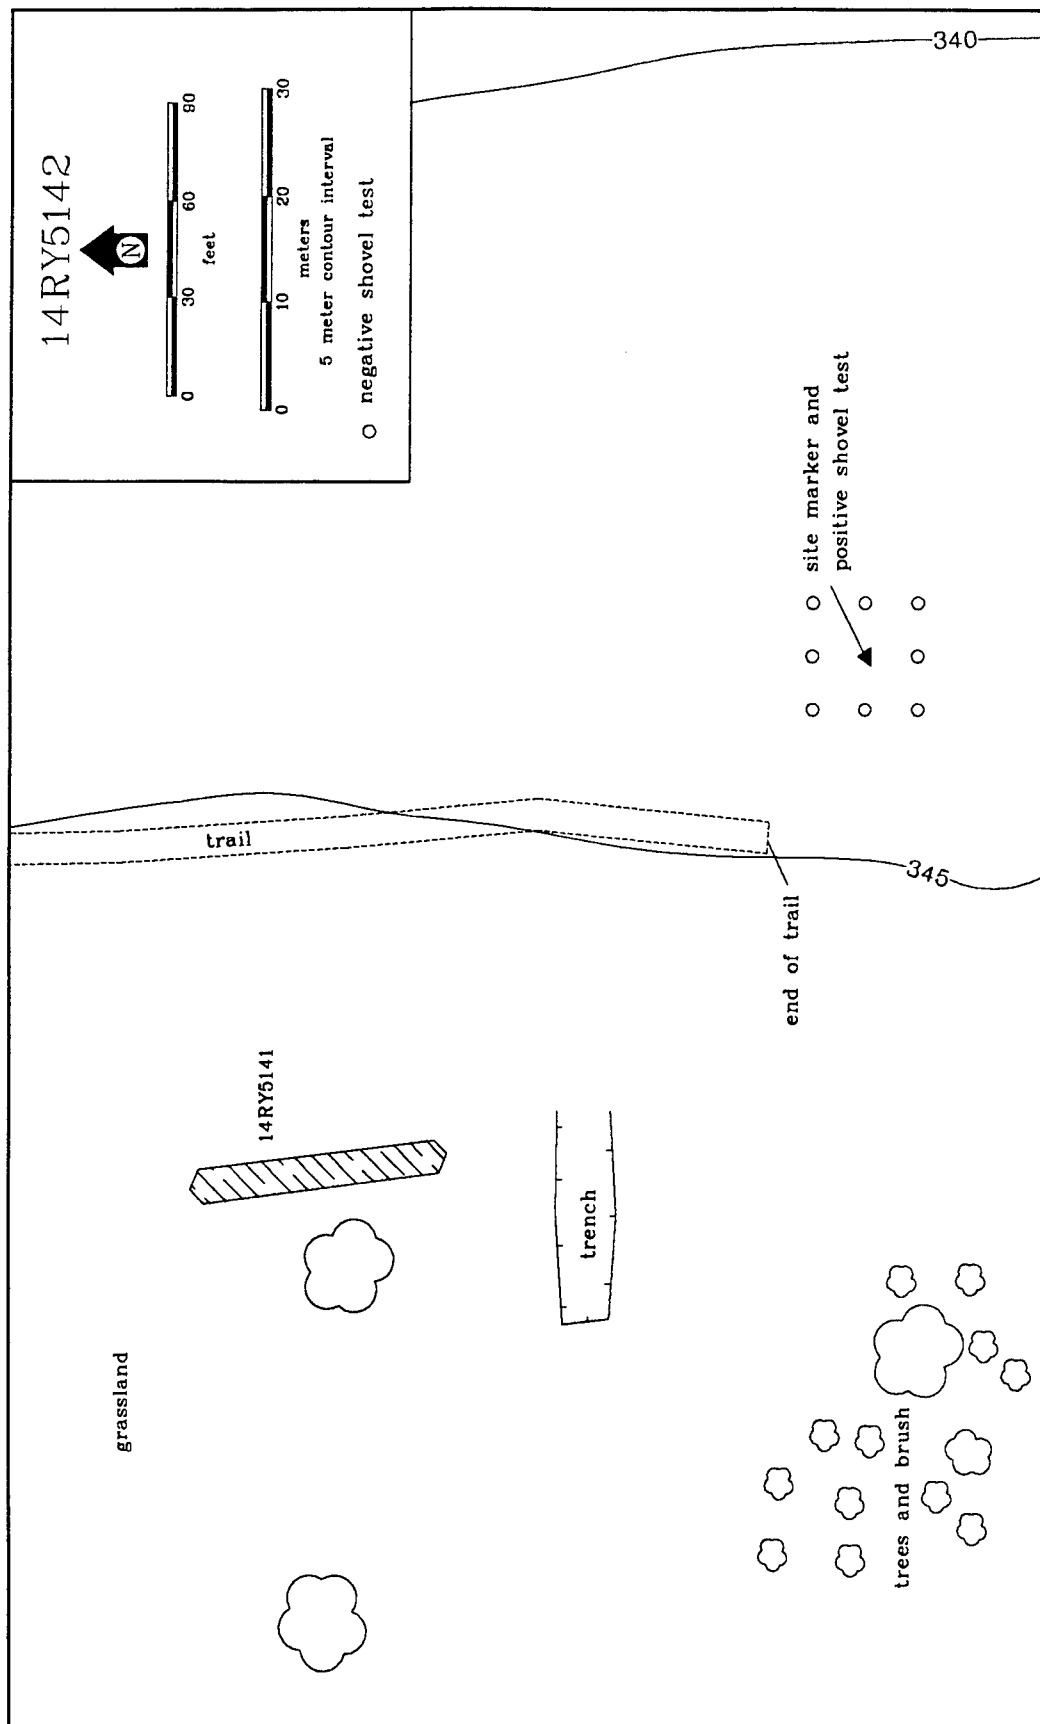 14RY5142
N
0 30 60 90
feet
0 10 20 30
meters
5 meter contour interval
negative shovel test
340
site marker and
positive shovel test
trail
345
end of trail
14RY5141
trench
grassland
trees and brush